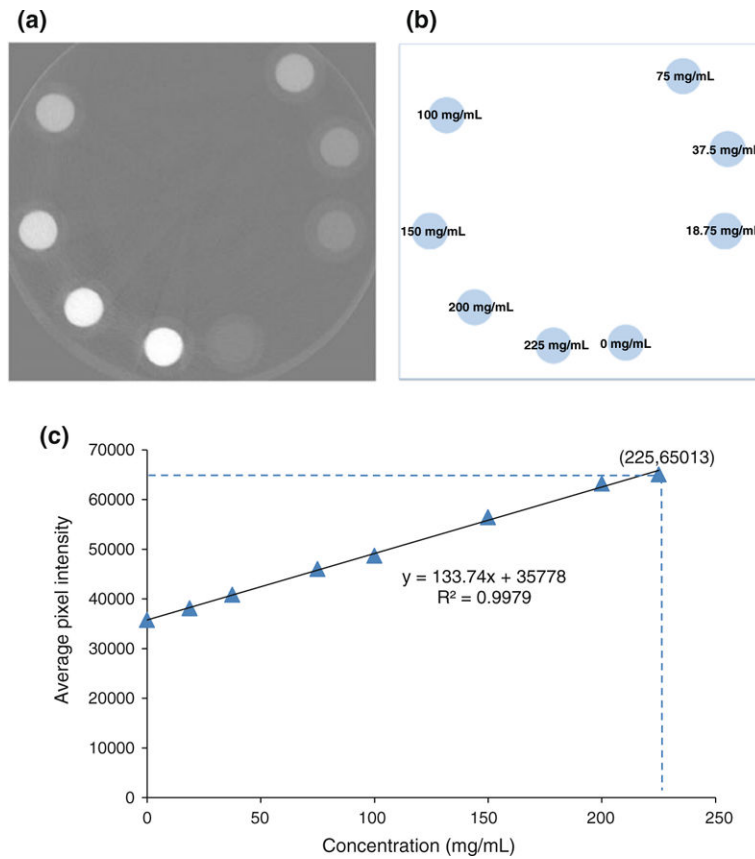 (a)
(b)
75 mg/mL
100 mg/mL
37.5 mg/mL
150 mg/mL
18.75 mg/mL
200 mg/mL
225 mg/mL
0 mg/mL
(c)
70000
60000
50000
40000
30000
20000
10000
0
Average pixel intensity
(225,65013)
y = 133.74x + 35778
R² = 0.9979
0
50
100
150
200
250
Concentration (mg/mL)